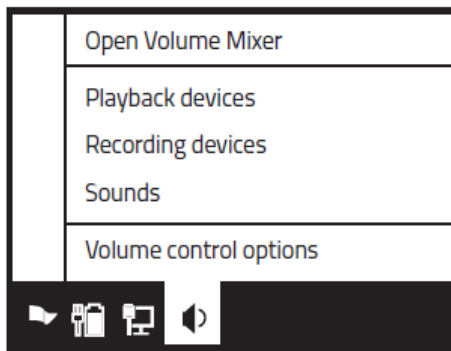 Open Volume Mixer
Playback devices
Recording devices
Sounds
Volume control options